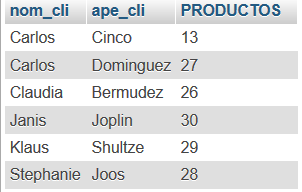 nom_cli ape_cli PRODUCTOS
Carlos Cinco 13
Carlos Dominguez 27
Claudia Bermudez 26
Janis Joplin 30
Klaus Shultze 29
Stephanie Joos 28